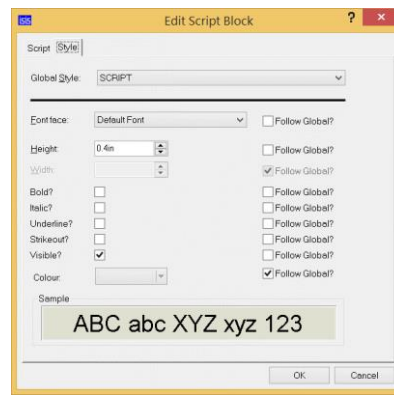 ISIS Edit Script Block ? ×
Script Style
Global Style: SCRIPT
Font face: Default Font Follow Global?
Height: 0.4in Follow Global?
Width: Follow Global?
Bold? Follow Global?
Italic? Follow Global?
Underline? Follow Global?
Strikeout? Follow Global?
Visible? Follow Global?
Colour: Follow Global?
Sample
ABC abc XYZ xyz 123
OK Cancel